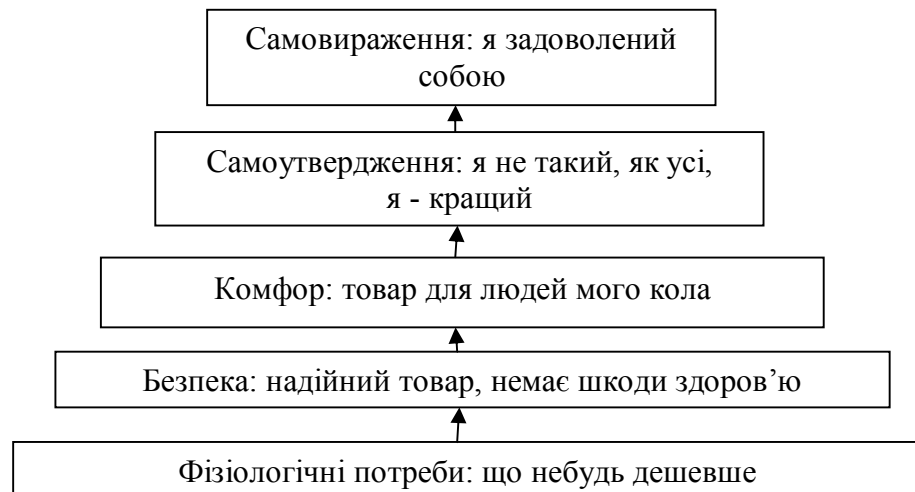 Самовираження: я задоволений
собою
Самоутвердження: я не такий, як усі,
я - кращий
Комфор: товар для людей мого кола
Безпека: надійний товар, немає шкоди здоров’ю
Фізіологічні потреби: що небудь дешевше